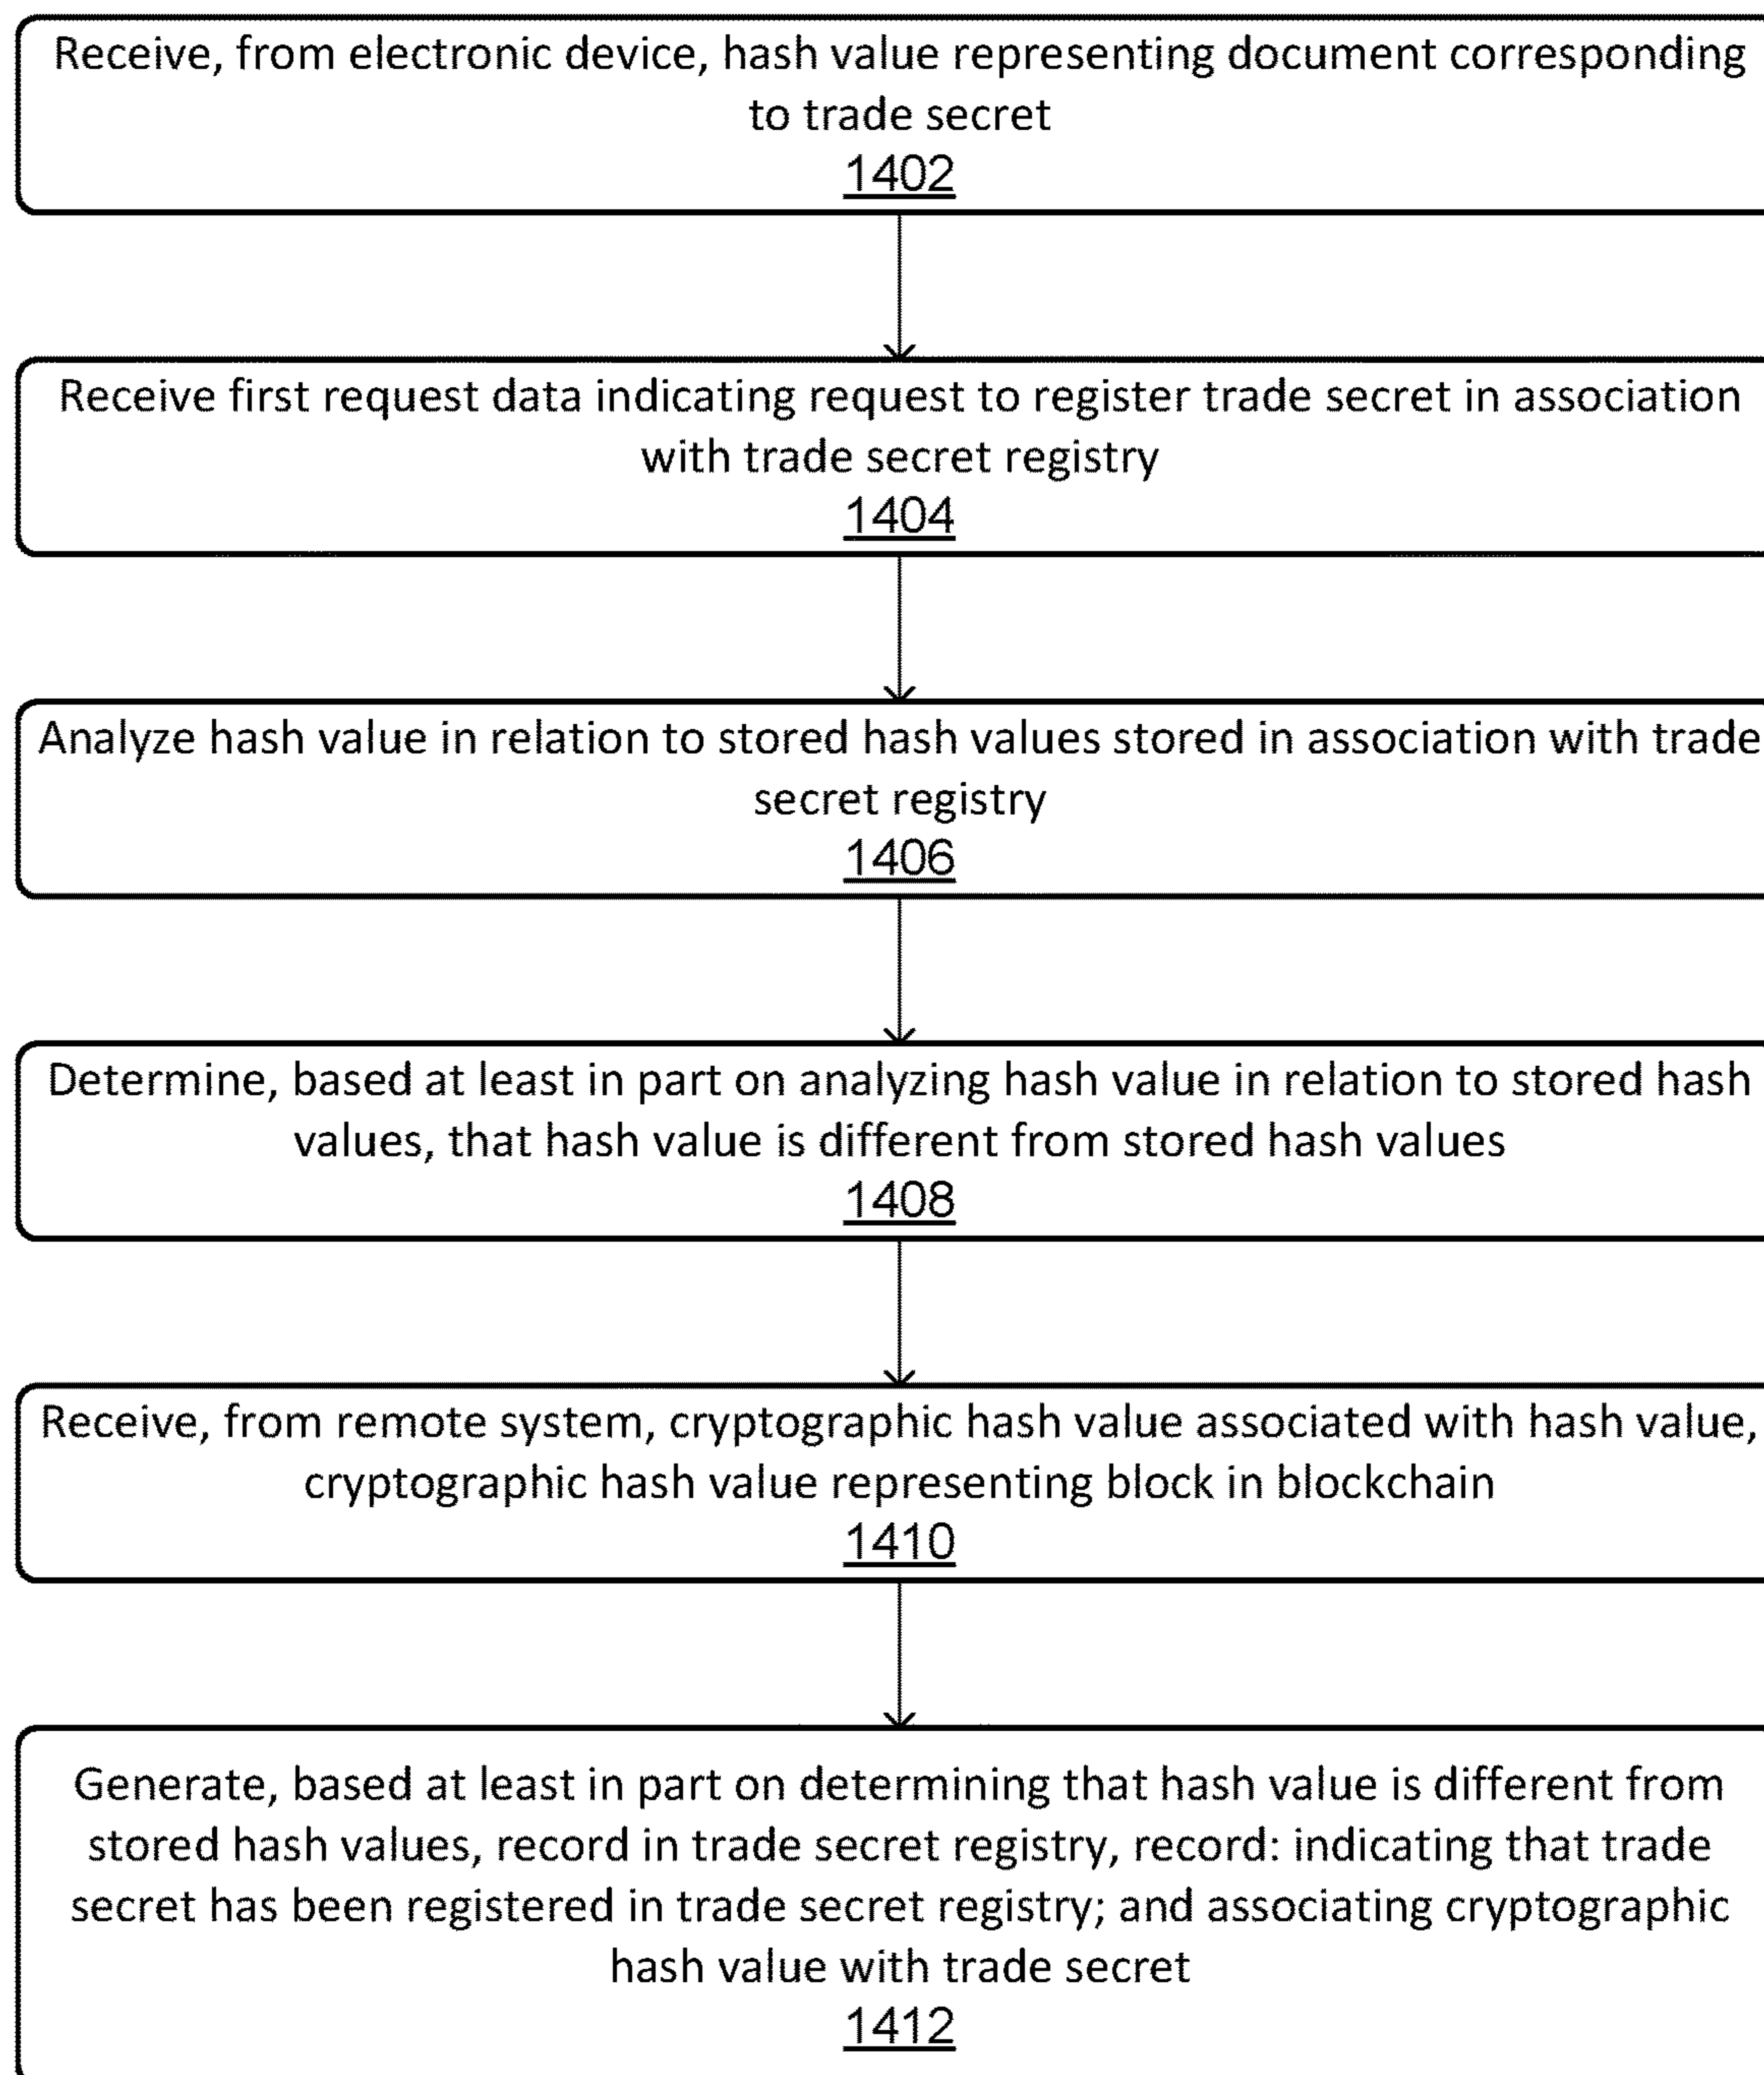 Receive, from electronic device, hash value representing document corresponding
to trade secret
1402
Receive first request data indicating request to register trade secret in association
with trade secret registry
1404
Analyze hash value in relation to stored hash values stored in association with trade
secret registry
1406
Determine, based at least in part on analyzing hash value in relation to stored hash
values, that hash value is different from stored hash values
1408
Receive, from remote system, cryptographic hash value associated with hash value,
cryptographic hash value representing block in blockchain
1410
Generate, based at least in part on determining that hash value is different from
stored hash values, record in trade secret registry, record: indicating that trade
secret has been registered in trade secret registry; and associating cryptographic
hash value with trade secret
1412